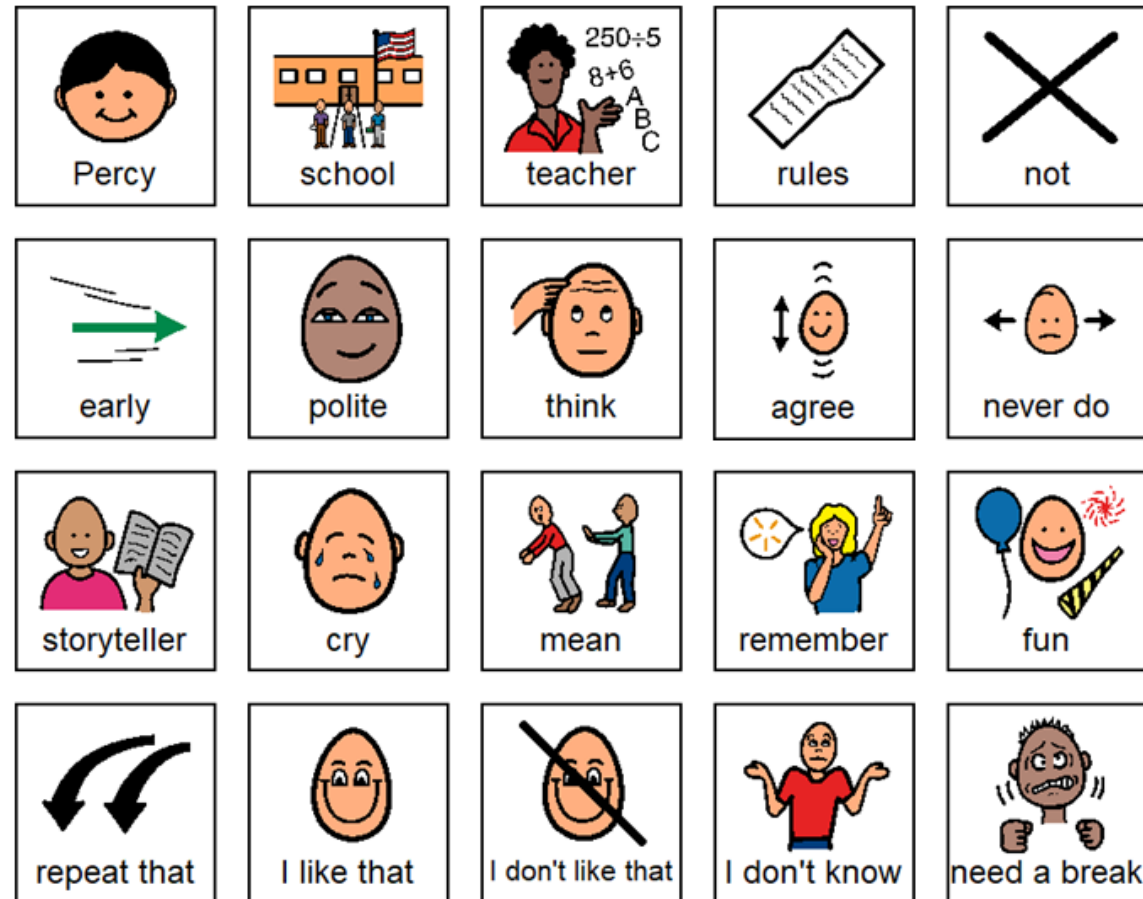 250÷5
8+6
A
B
C
Percy
school
teacher
rules
not
early
polite
think
agree
never do
storyteller
cry
mean
remember
fun
repeat that
I like that
I don't like that
I don't know
need a break